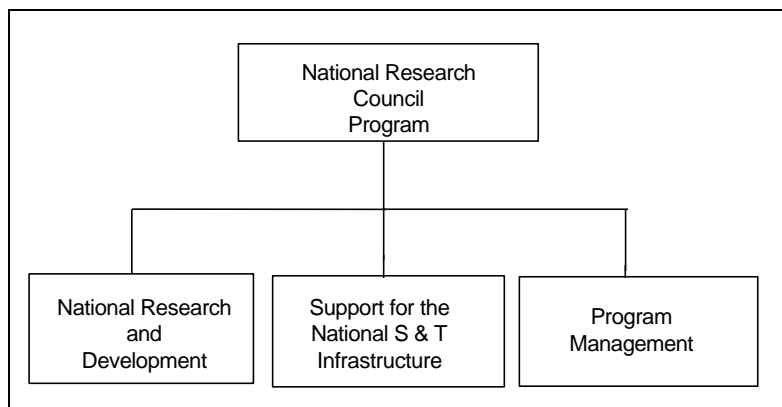 National Research
Council
Program
National Research
and
Development
Support for the
National S & T
Infrastructure
Program
Management